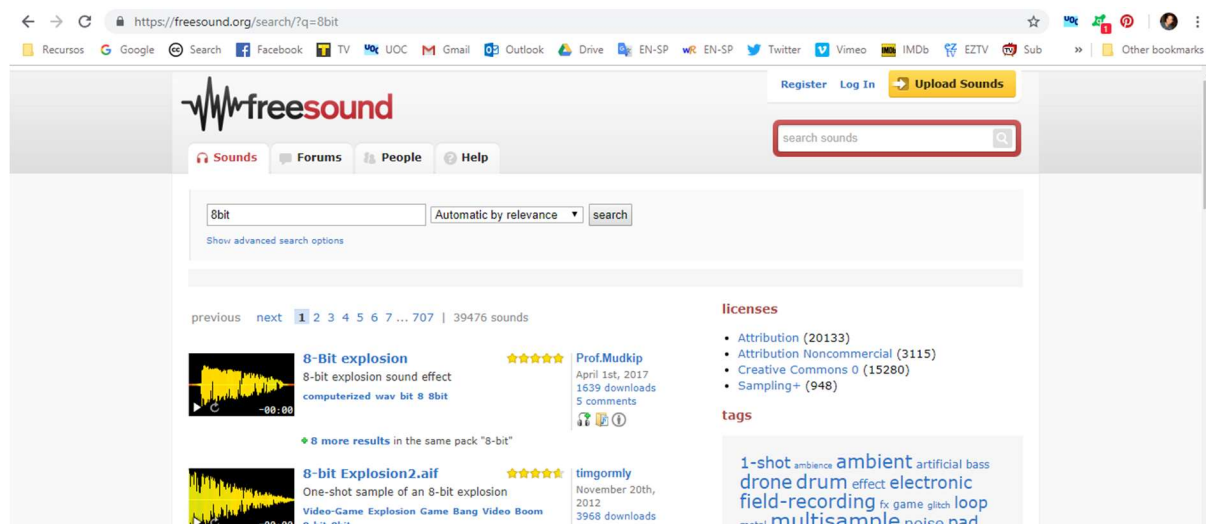 https://freesound.org/search/?q=8bit
Recursos Google Search Facebook TV UOC Gmail Outlook Drive EN-SP EN-SP Twitter Vimeo IMDb EZTV Sub » Other bookmarks
freesound
Register Log In Upload Sounds
search sounds
Sounds Forums People Help
8bit Automatic by relevance search
Show advanced search options
previous next 1 2 3 4 5 6 7 ... 707 | 39476 sounds
8-Bit explosion
8-bit explosion sound effect
computerized wav bit 8 8bit
-00:00
Prof.Mudkip
April 1st, 2017
1639 downloads
5 comments
8 more results in the same pack "8-bit"
8-bit Explosion2.aif
One-shot sample of an 8-bit explosion
Video-Game Explosion Game Bang Video Boom
timgormly
November 20th,
2012
3968 downloads
licenses
Attribution (20133)
Attribution Noncommercial (3115)
Creative Commons 0 (15280)
Sampling+ (948)
tags
1-shot ambience ambient artificial bass
drone drum effect electronic
field-recording fx game glitch loop
multisample noise pad